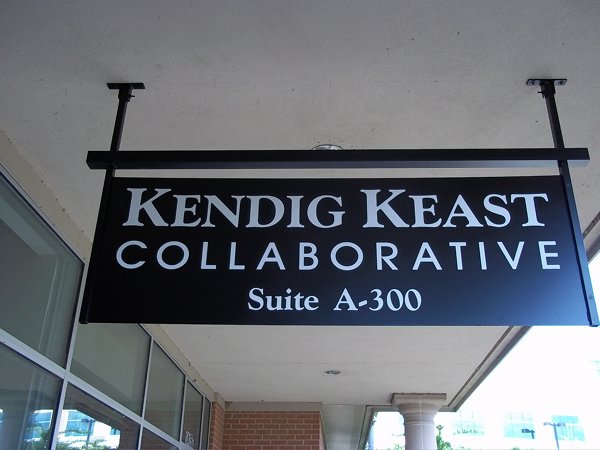 KENDIG KEAST
COLLABORATIVE
Suite A-300